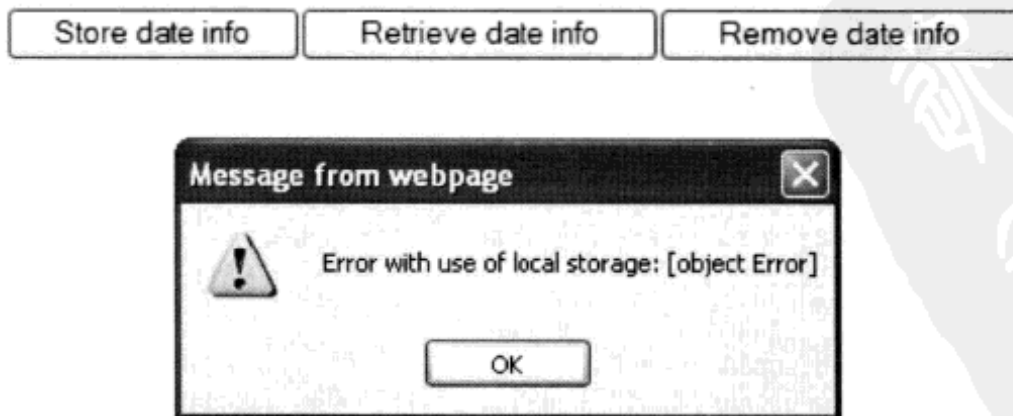 Store date info
Retrieve date info
Remove date info
Message from webpage
Error with use of local storage: [object Error]
OK